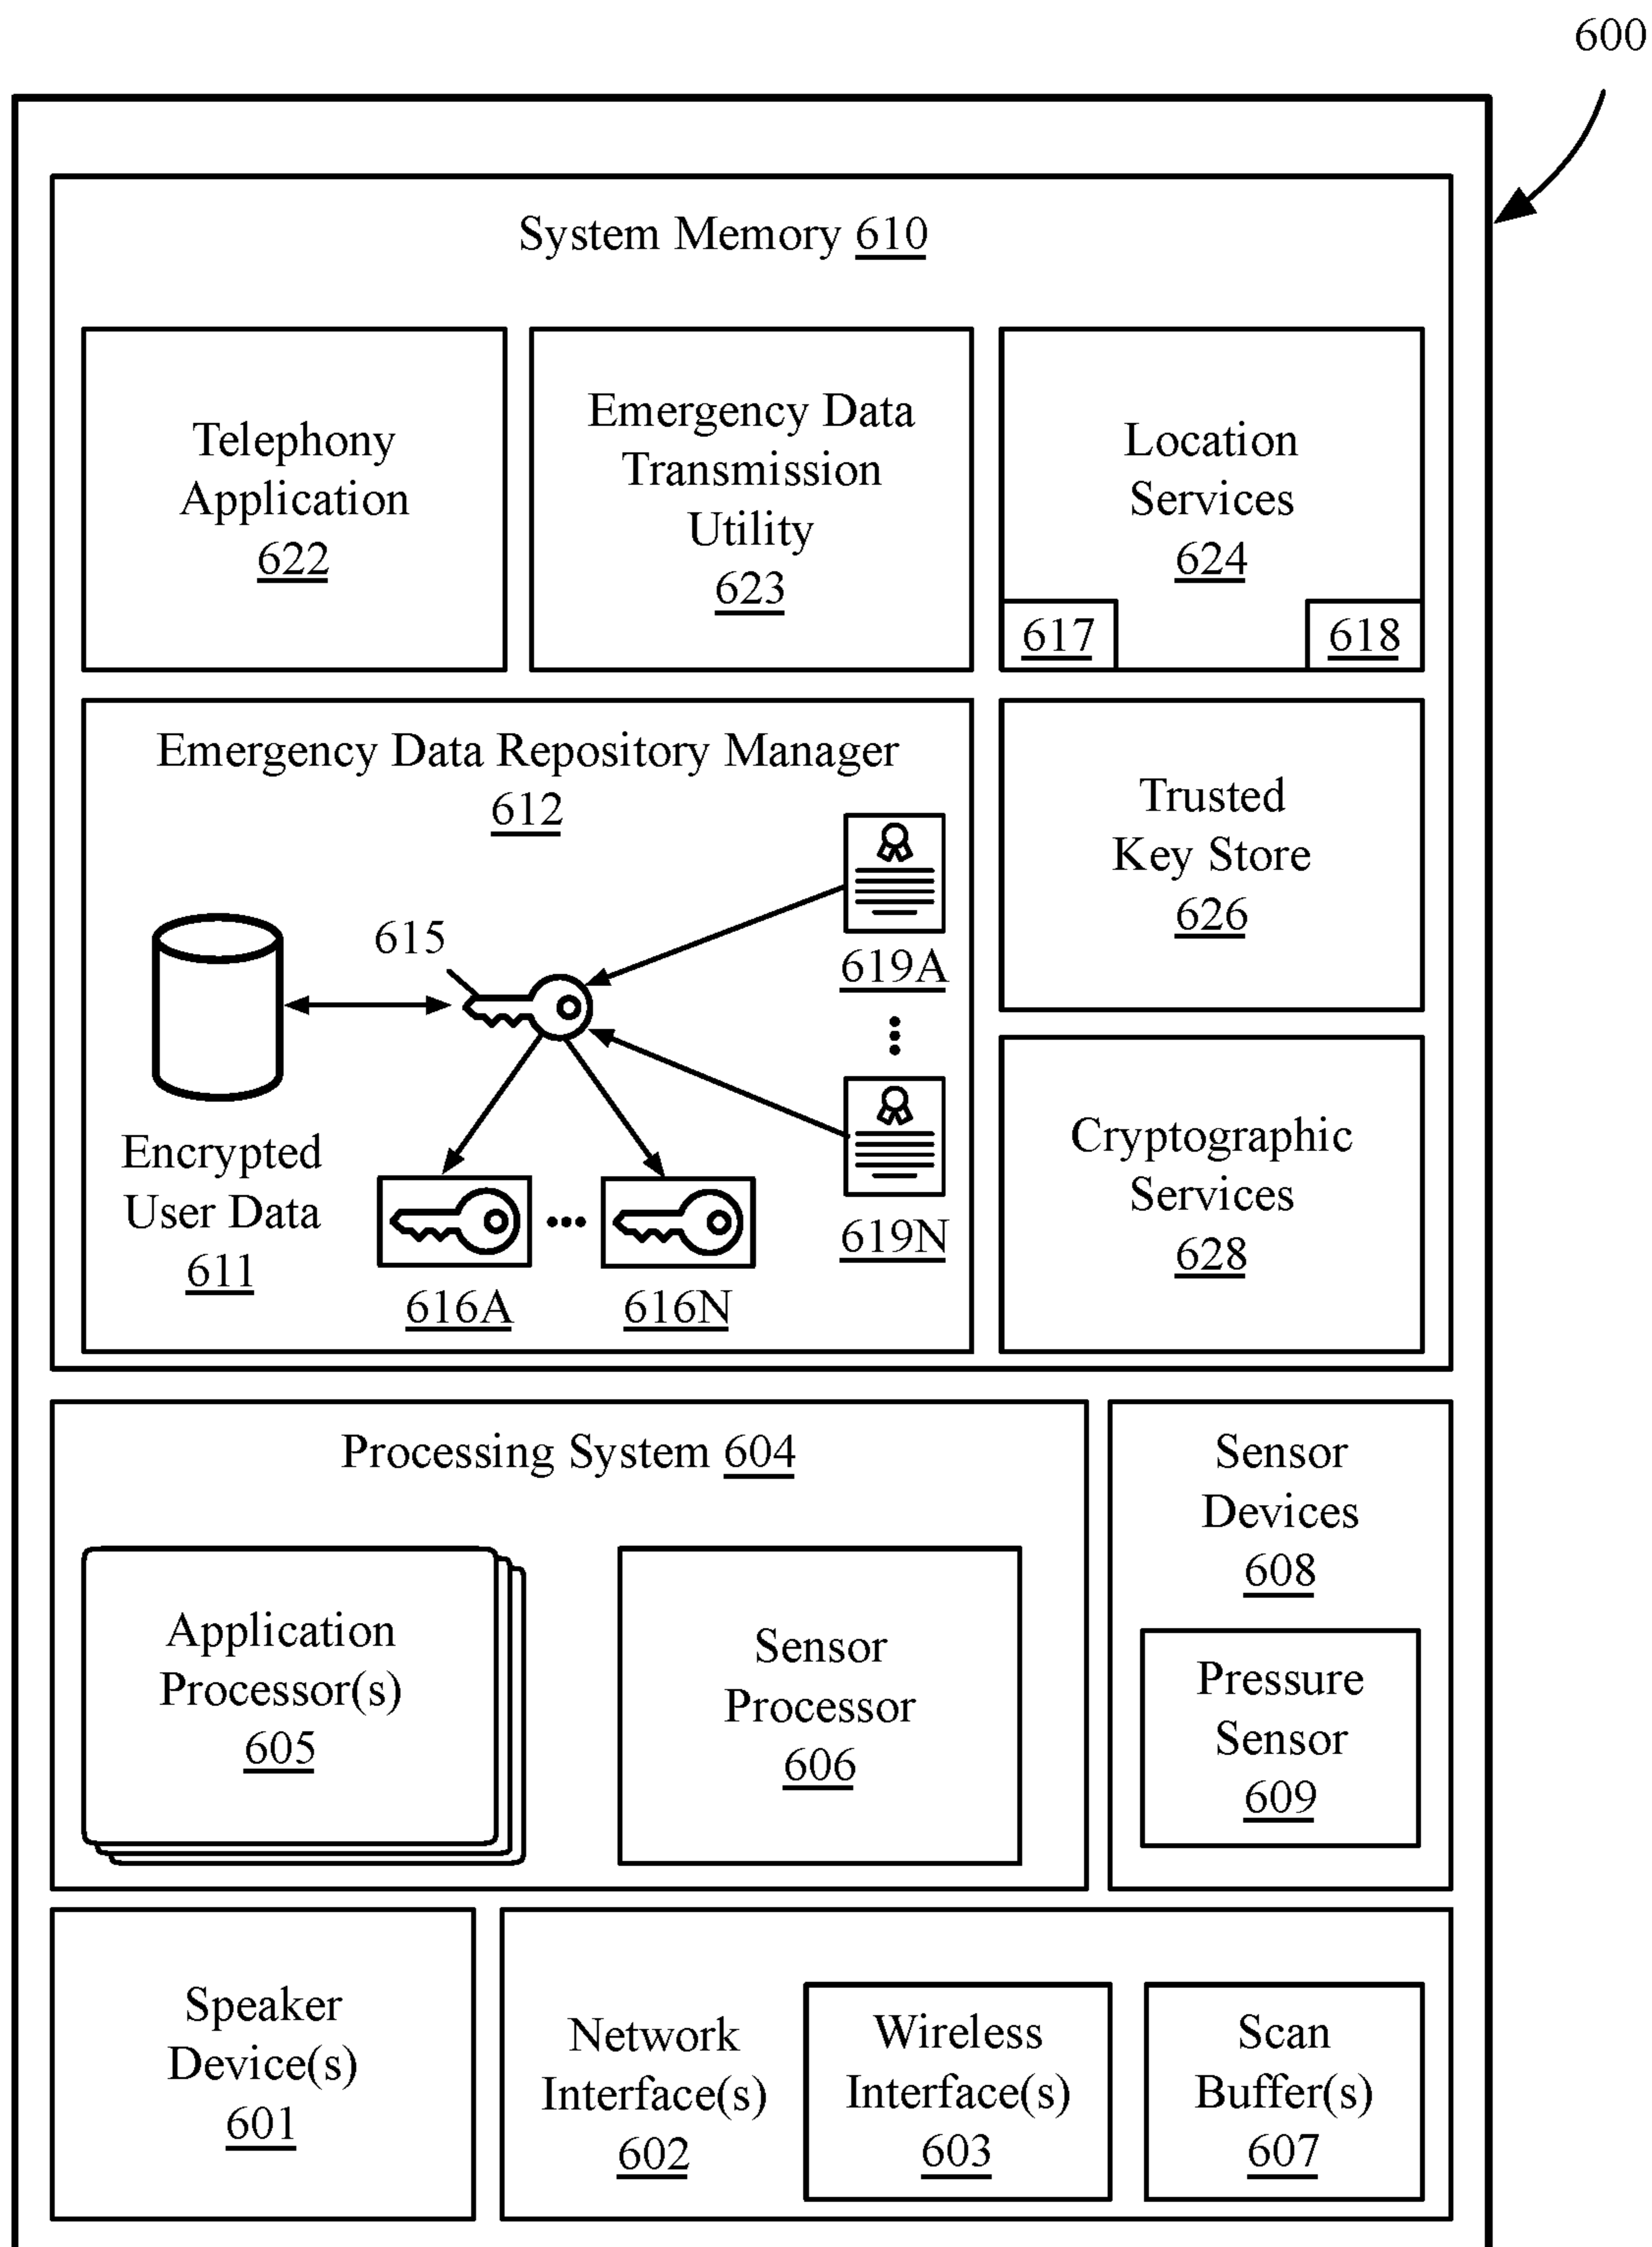 600
System Memory 610
Telephony
Application
622
Emergency Data
Transmission
Utility
623
Location
Services
624
617
618
Emergency Data Repository Manager
612
615
619A
619N
Encrypted
User Data
611
616A
616N
Trusted
Key Store
626
Cryptographic
Services
628
Processing System 604
Application
Processor(s)
605
Sensor
Processor
606
Sensor
Devices
608
Pressure
Sensor
609
Speaker
Device(s)
601
Network
Interface(s)
602
Wireless
Interface(s)
603
Scan
Buffer(s)
607